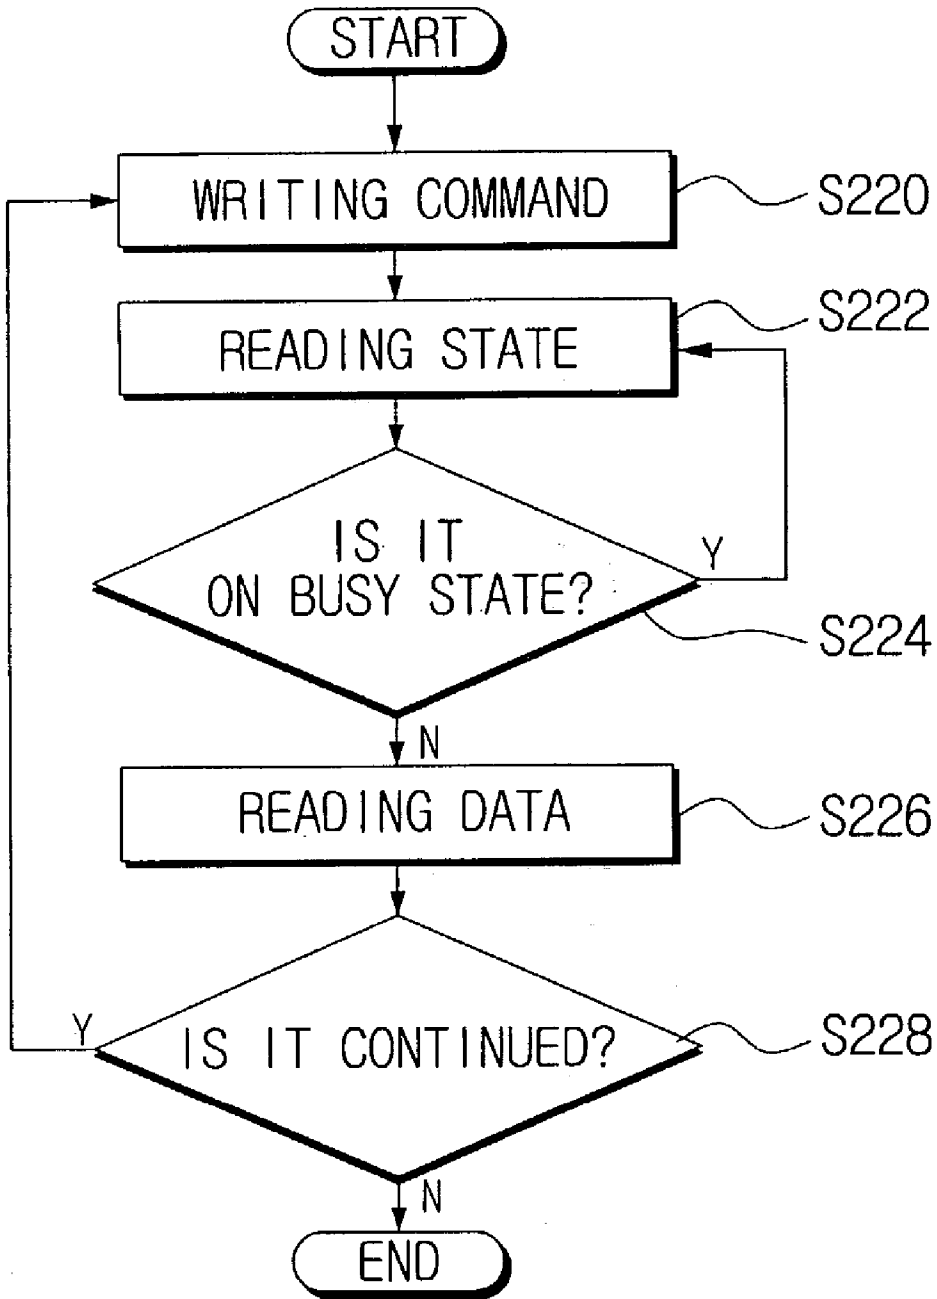 START
WRITING COMMAND
S220
READING STATE
S222
IS IT
ON BUSY STATE?
Y
S224
N
READING DATA
S226
IS IT CONTINUED?
Y
S228
N
END